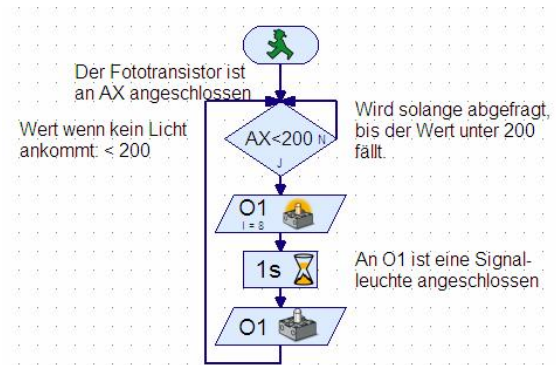 Der Fototransistor ist
an AX angeschlossen
Wert wenn kein Licht
ankommt: < 200
AX<200 N
J
Wird solange abgefragt,
bis der Wert unter 200
fällt.
O1
I = 8
1s
An O1 ist eine Signal-
leuchte angeschlossen
O1